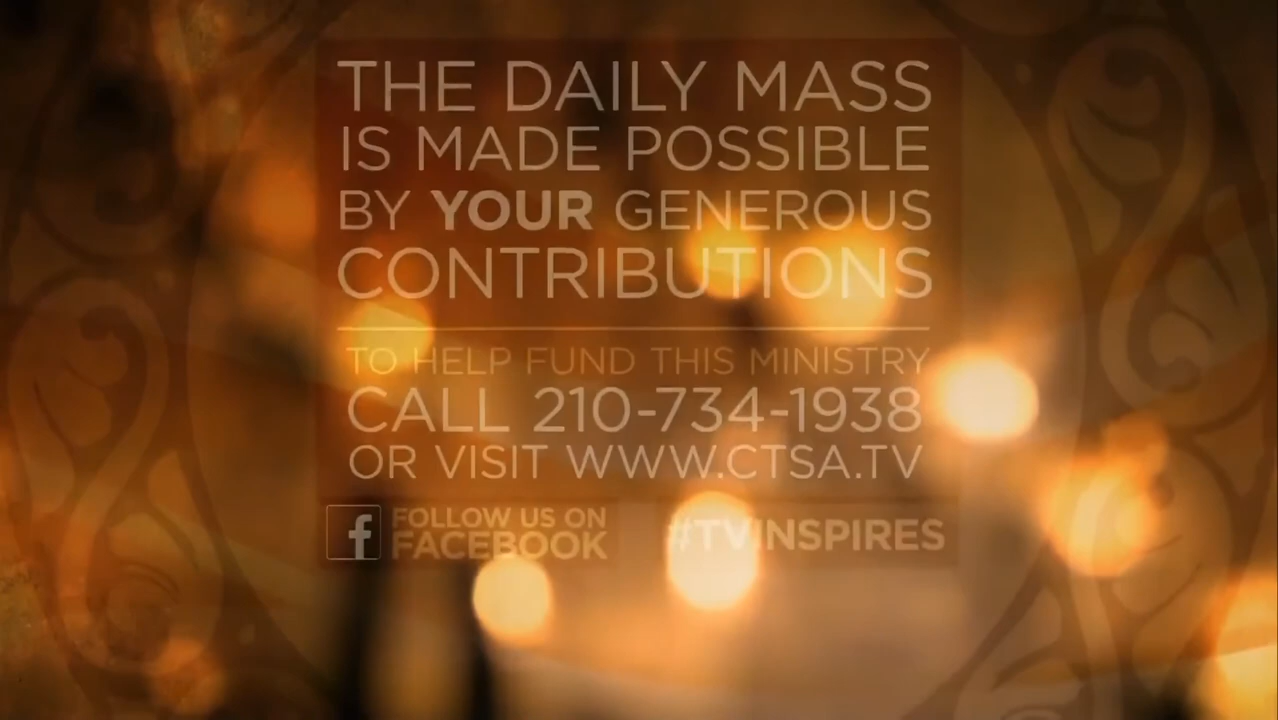 THE DAILY MASS
IS MADE POSSIBLE
BY YOUR GENEROUS
CONTRIBUTIONS
TO HELP FUND THIS MINISTRY
CALL 210-734-1938
OR VISIT WWW.CTSA.TV
f FOLLOW US ON
FACEBOOK
#TVINSPIRES